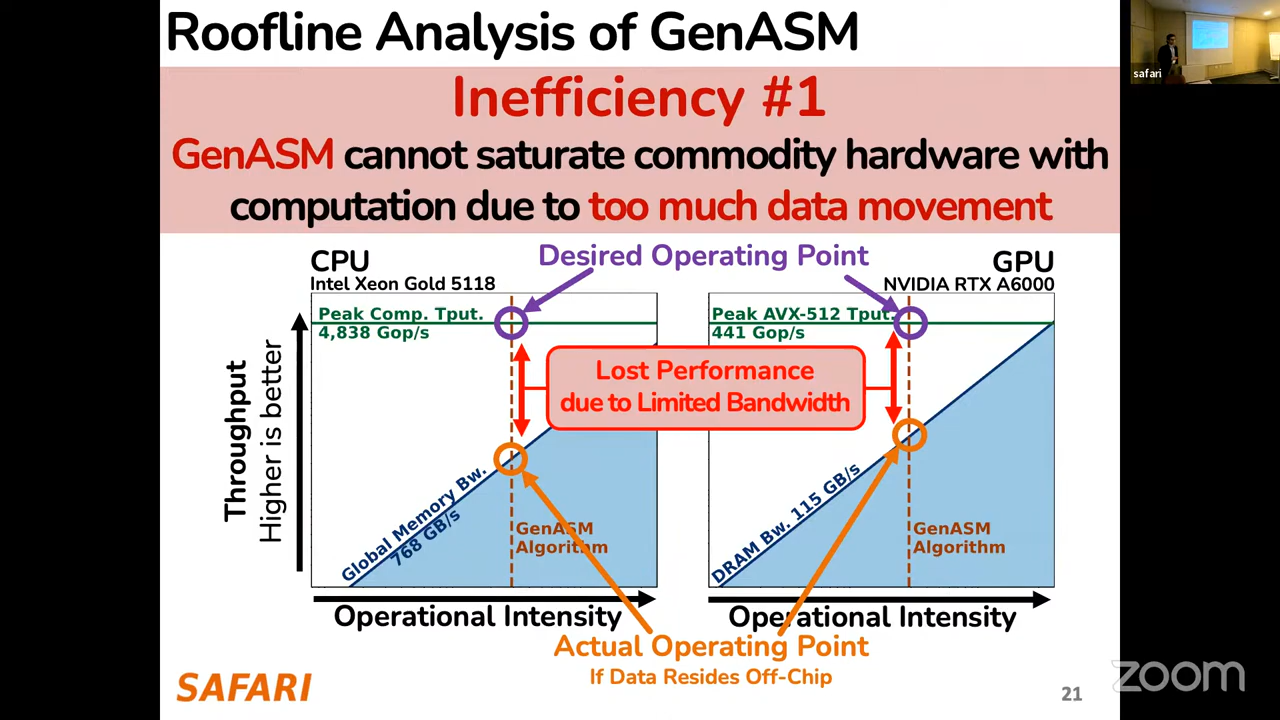 Roofline Analysis of GenASM
Inefficiency #1
GenASM cannot saturate commodity hardware with
computation due to too much data movement
Desired Operating Point
CPU
Intel Xeon Gold 5118
GPU
NVIDIA RTX A6000
Peak Comp. Tput.
4,838 Gop/s
Peak AVX-512 Tput.
441 Gop/s
Lost Performance
due to Limited Bandwidth
Throughput
Higher is better
Global Memory Bw.
768 GB/s
GenASM
Algorithm
DRAM Bw. 115 GB/s
GenASM
Algorithm
Operational Intensity
Operational Intensity
Actual Operating Point
If Data Resides Off-Chip
SAFARI
21
safari
zoom